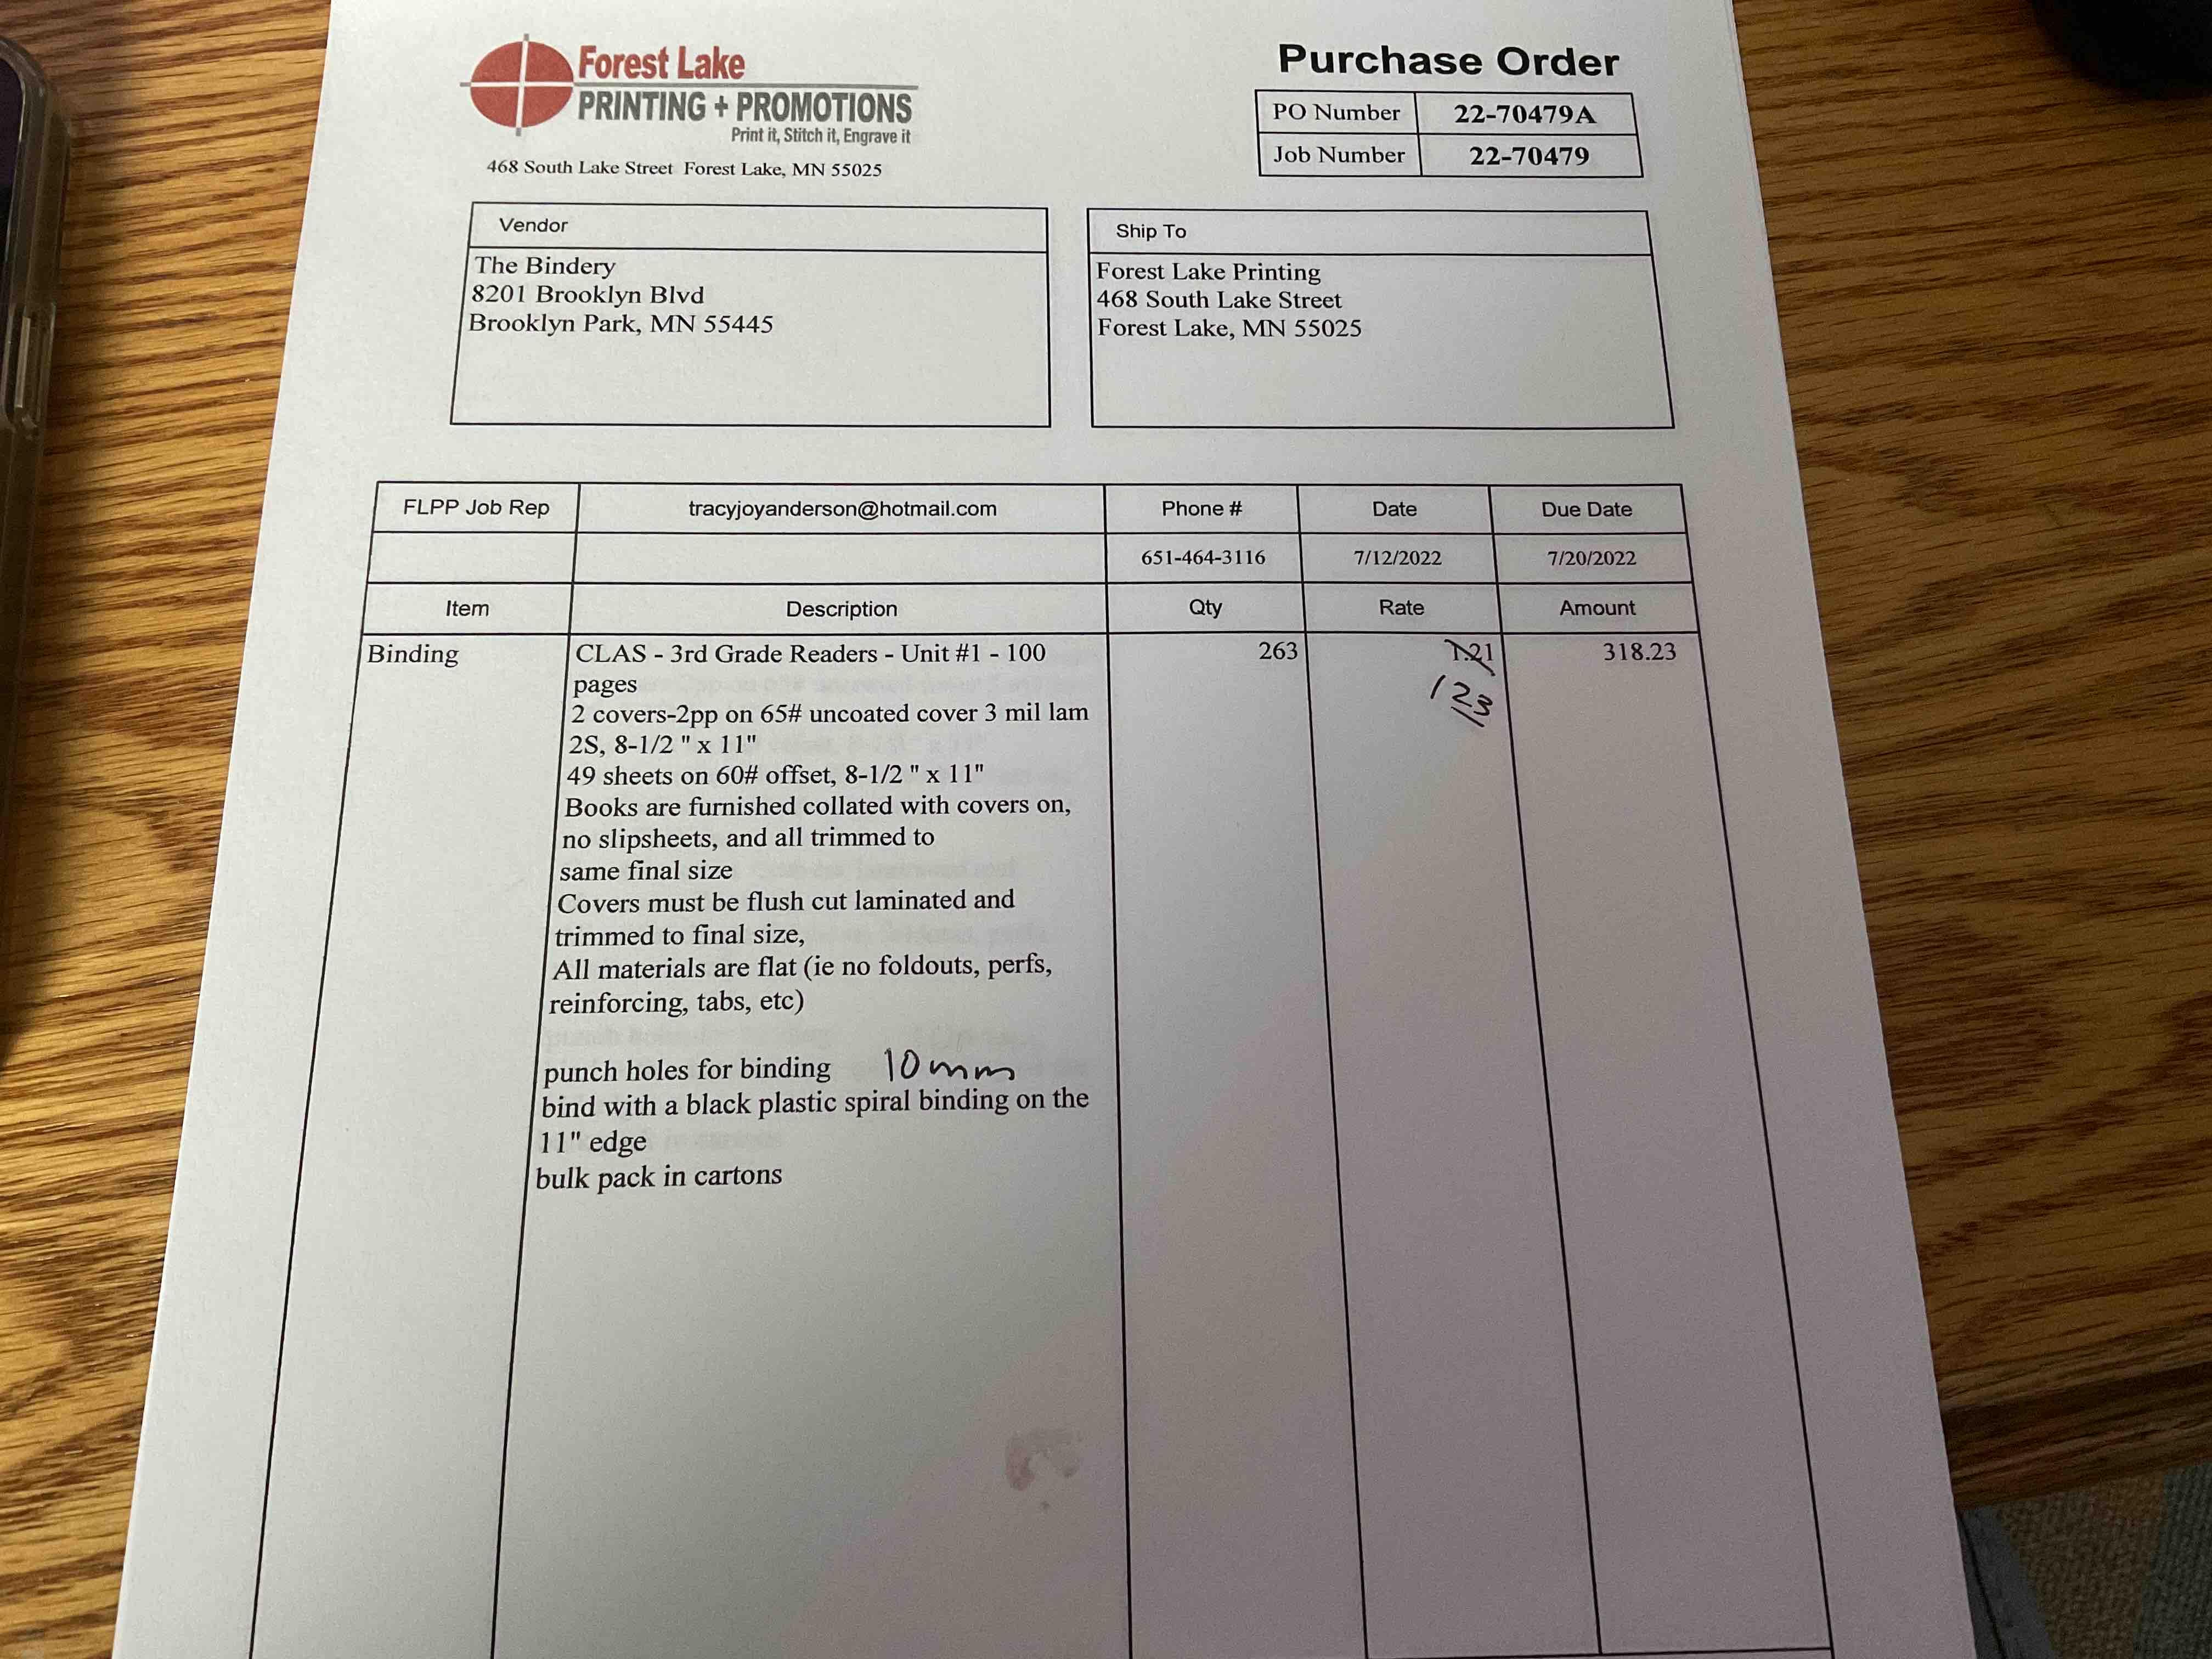 Forest Lake
PRINTING + PROMOTIONS
Print it, Stitch it, Engrave it
468 South Lake Street Forest Lake, MN 55025
Purchase Order
PO Number 22-70479A
Job Number 22-70479
Vendor
The Bindery
8201 Brooklyn Blvd
Brooklyn Park, MN 55445
Ship To
Forest Lake Printing
468 South Lake Street
Forest Lake, MN 55025
FLPP Job Rep tracyjoyanderson@hotmail.com Phone # Date Due Date
651-464-3116 7/12/2022 7/20/2022
Item Description Qty Rate Amount
Binding CLAS - 3rd Grade Readers - Unit #1 - 100 263 1.21 318.23
pages 123
2 covers-2pp on 65# uncoated cover 3 mil lam
2S, 8-1/2 " x 11"
49 sheets on 60# offset, 8-1/2 " x 11"
Books are furnished collated with covers on,
no slipsheets, and all trimmed to
same final size
Covers must be flush cut laminated and
trimmed to final size,
All materials are flat (ie no foldouts, perfs,
reinforcing, tabs, etc)
punch holes for binding 10mm
bind with a black plastic spiral binding on the
11" edge
bulk pack in cartons